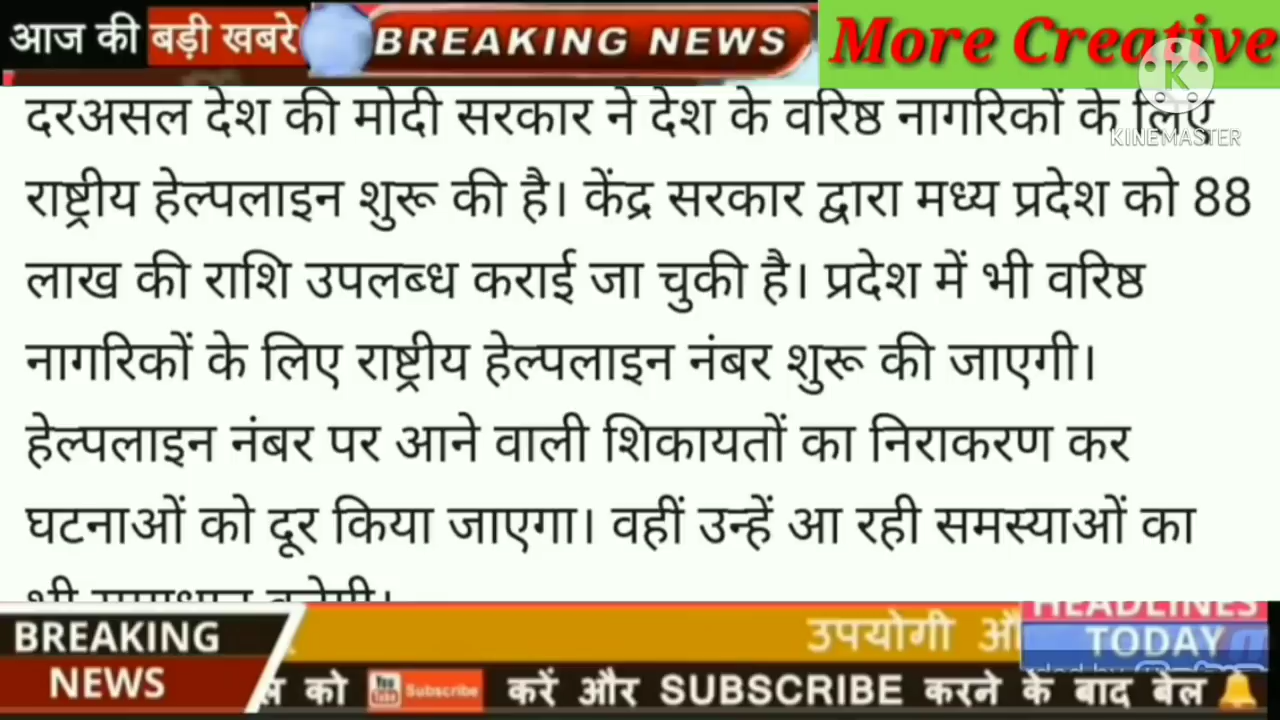 आज की बड़ी खबरे BREAKING NEWS More Creative
KINEMASTER
दरअसल देश की मोदी सरकार ने देश के वरिष्ठ नागरिकों के लिए
राष्ट्रीय हेल्पलाइन शुरू की है। केंद्र सरकार द्वारा मध्य प्रदेश को 88
लाख की राशि उपलब्ध कराई जा चुकी है। प्रदेश में भी वरिष्ठ
नागरिकों के लिए राष्ट्रीय हेल्पलाइन नंबर शुरू की जाएगी।
हेल्पलाइन नंबर पर आने वाली शिकायतों का निराकरण कर
घटनाओं को दूर किया जाएगा। वहीं उन्हें आ रही समस्याओं का
BREAKING NEWS
उपयोगी
HEADLINES TODAY
को You Tube Subscribe करें और SUBSCRIBE करने के बाद बेल